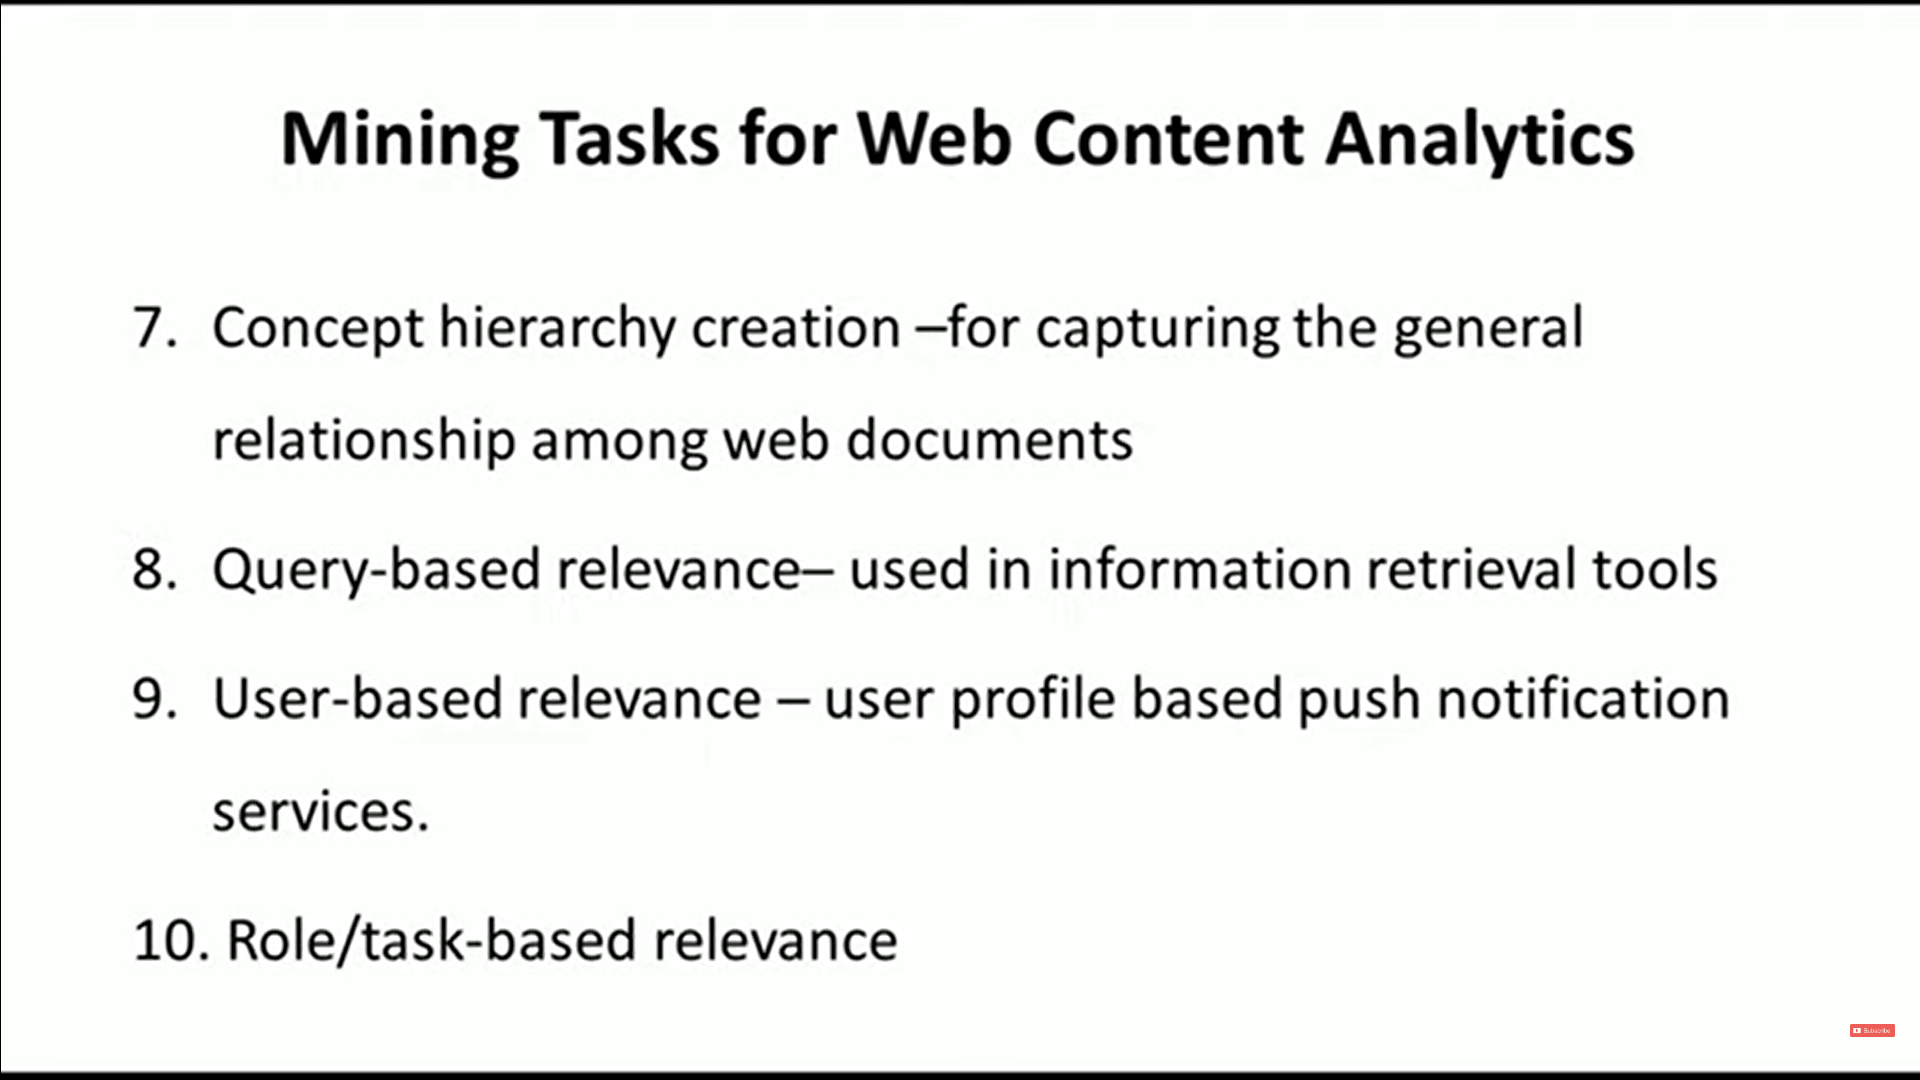 Mining Tasks for Web Content Analytics
7. Concept hierarchy creation –for capturing the general
relationship among web documents
8. Query-based relevance– used in information retrieval tools
9. User-based relevance – user profile based push notification
services.
10. Role/task-based relevance
Subscribe